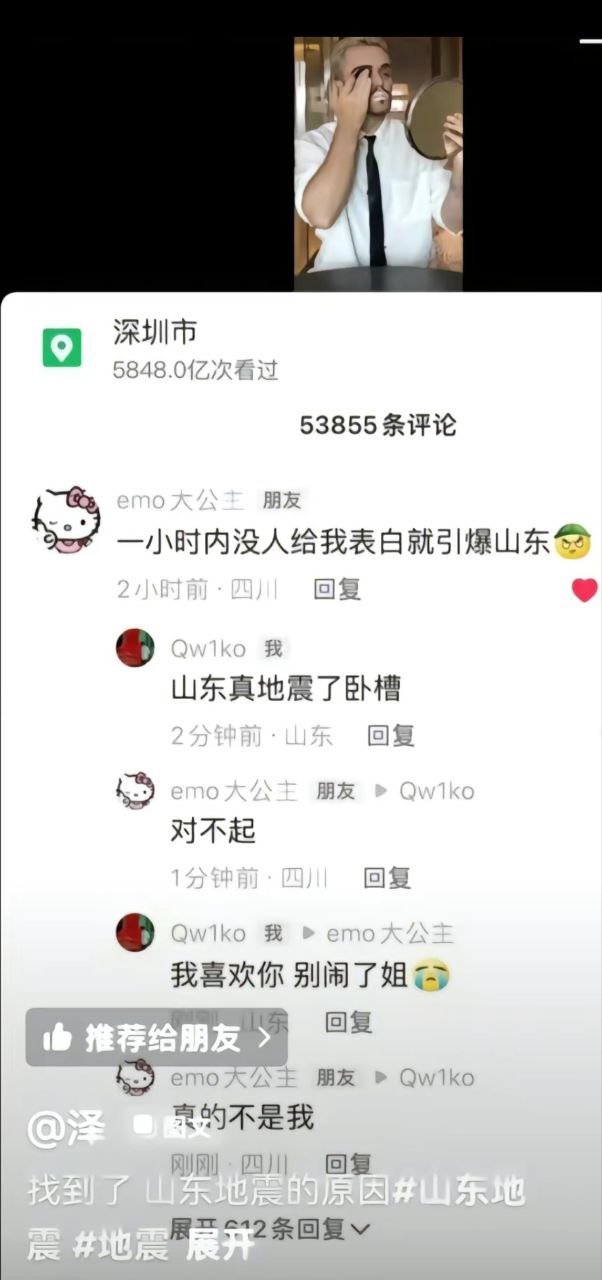 深圳市
5848.0亿次看过
53855条评论
emo大公主 朋友
一小时内没人给我表白就引爆山东
2小时前·四川 回复
Qw1ko 我
山东真地震了卧槽
2分钟前·山东 回复
emo大公主 朋友 ▶ Qw1ko
对不起
1分钟前·四川 回复
Qw1ko 我 ▶ emo大公主
我喜欢你 别闹了姐😭
刚刚·山东 回复
推荐给朋友 >
emo大公主 朋友 ▶ Qw1ko
真的不是我
@泽 图文
刚刚·四川 回复
找到了 山东地震的原因#山东地
展开612条回复
震 #地震 展开